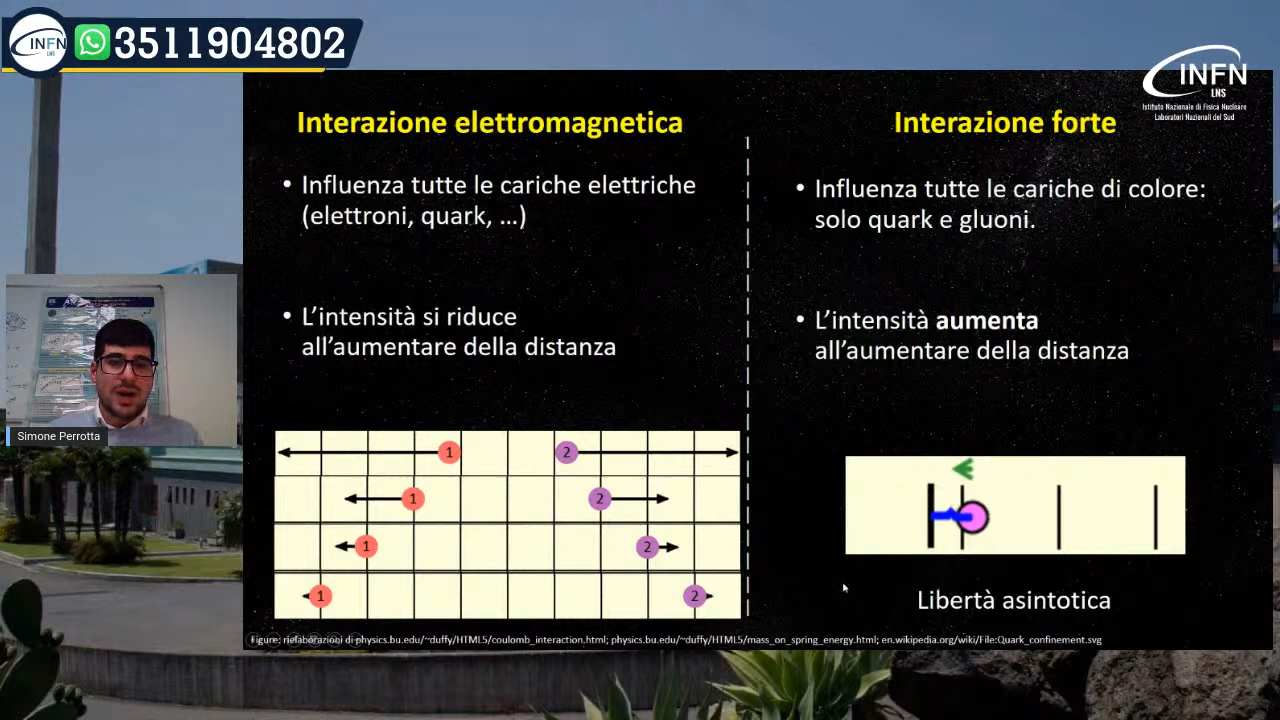 INFN
LNS
3511904802
INFN
LNS
Istituto Nazionale di Fisica Nucleare
Laboratori Nazionali del Sud
Interazione elettromagnetica
• Influenza tutte le cariche elettriche
(elettroni, quark, …)
• L’intensità si riduce
all’aumentare della distanza
1 2
1 2
1 2
1 2
Interazione forte
• Influenza tutte le cariche di colore:
solo quark e gluoni.
• L’intensità aumenta
all’aumentare della distanza
Libertà asintotica
Simone Perrotta
Figure: rielaborazioni di physics.bu.edu/~duffy/HTML5/coulomb_interaction.html; physics.bu.edu/~duffy/HTML5/mass_on_spring_energy.html; en.wikipedia.org/wiki/File:Quark_confinement.svg